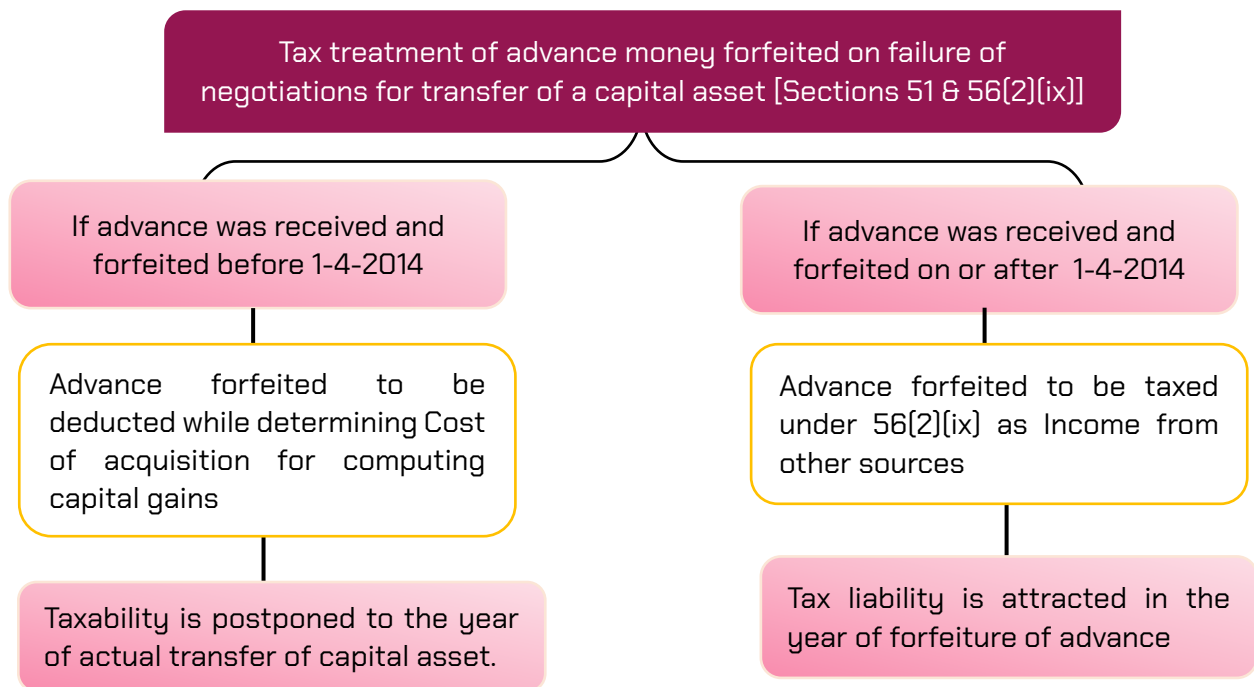 Tax treatment of advance money forfeited on failure of
negotiations for transfer of a capital asset [Sections 51 & 56(2)(ix)]
If advance was received and
forfeited before 1-4-2014
Advance forfeited to be
deducted while determining Cost
of acquisition for computing
capital gains
Taxability is postponed to the year
of actual transfer of capital asset.
If advance was received and
forfeited on or after 1-4-2014
Advance forfeited to be taxed
under 56(2)(ix) as Income from
other sources
Tax liability is attracted in the
year of forfeiture of advance